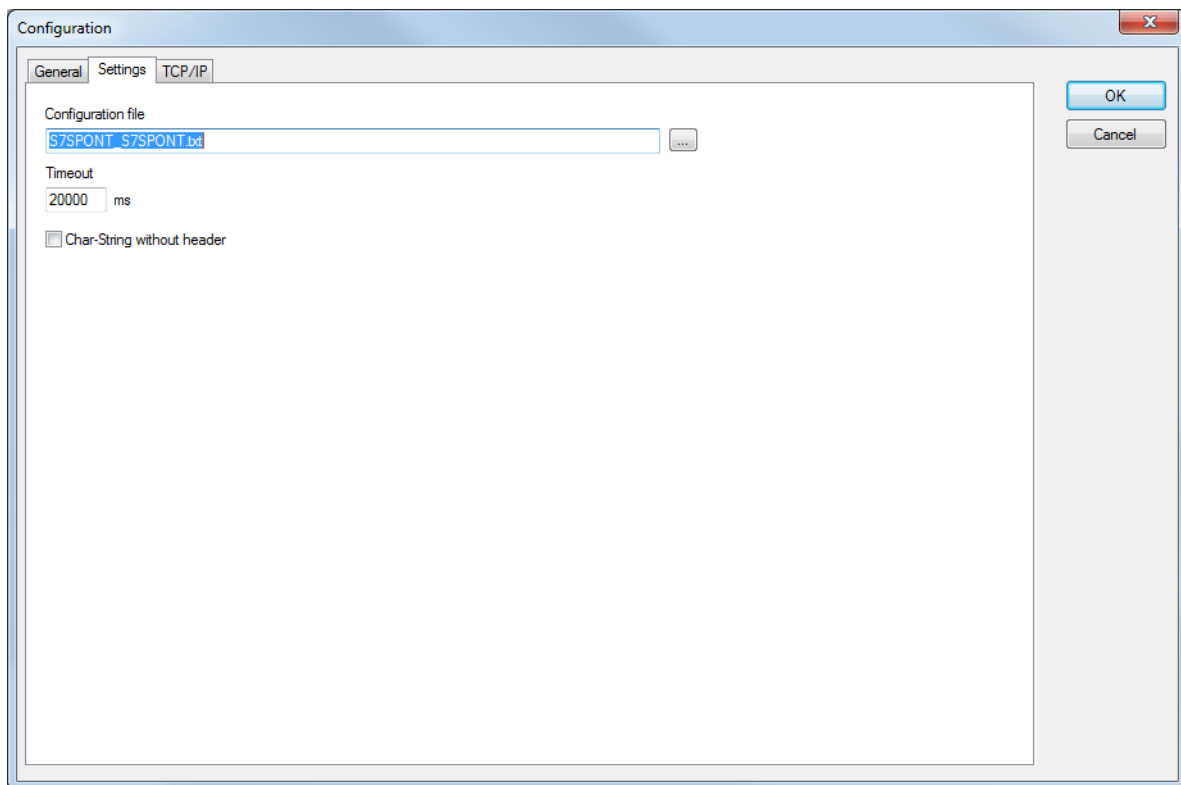 Configuration
General Settings TCP/IP
OK
Configuration file
Cancel
S7SPONT_S7SPONT.txt
...
Timeout
20000 ms
Char-String without header